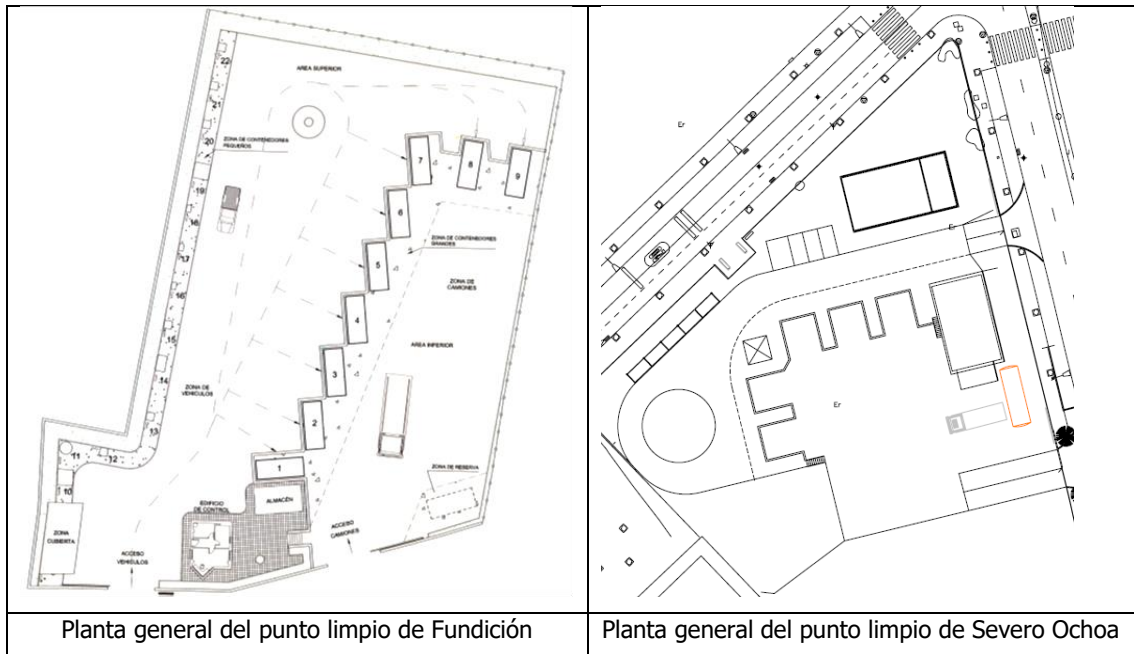 AREA SUPERIOR
22
21
20
ZONA DE CONTENEDORES
PEQUEÑOS
19
18
17
16
15
14
13
12
11
10
7
8
9
6
5
4
3
2
1
ZONA DE CONTENEDORES
GRANDES
ZONA DE
CAMIONES
AREA INFERIOR
ZONA DE
VEHICULOS
ZONA DE RESERVA
ALMACÉN
EDIFICIO
DE CONTROL
ACCESO
CAMIONES
ZONA
CUBIERTA
ACCESO
VEHICULOS
Er
Er
Planta general del punto limpio de Fundición
Planta general del punto limpio de Severo Ochoa